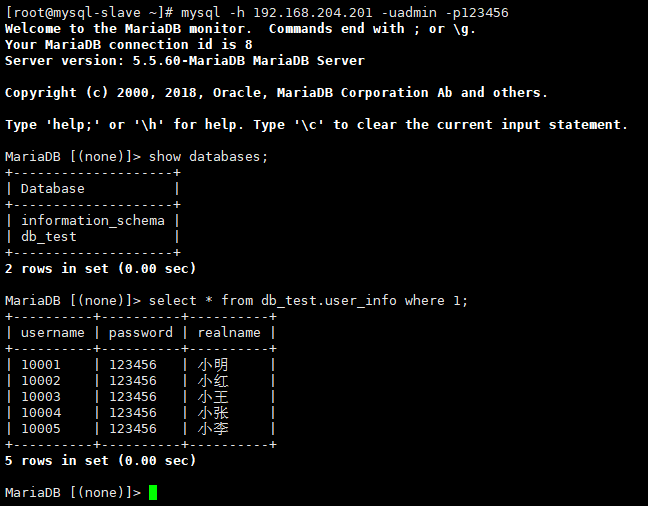 [root@mysql-slave ~]# mysql -h 192.168.204.201 -uadmin -p123456
Welcome to the MariaDB monitor.  Commands end with ; or \g.
Your MariaDB connection id is 8
Server version: 5.5.60-MariaDB MariaDB Server

Copyright (c) 2000, 2018, Oracle, MariaDB Corporation Ab and others.

Type 'help;' or '\h' for help. Type '\c' to clear the current input statement.

MariaDB [(none)]> show databases;
+--------------------+
| Database           |
+--------------------+
| information_schema |
| db_test            |
+--------------------+
2 rows in set (0.00 sec)

MariaDB [(none)]> select * from db_test.user_info where 1;
+----------+----------+----------+
| username | password | realname |
+----------+----------+----------+
| 10001    | 123456   | 小明     |
| 10002    | 123456   | 小红     |
| 10003    | 123456   | 小王     |
| 10004    | 123456   | 小张     |
| 10005    | 123456   | 小李     |
+----------+----------+----------+
5 rows in set (0.00 sec)

MariaDB [(none)]>